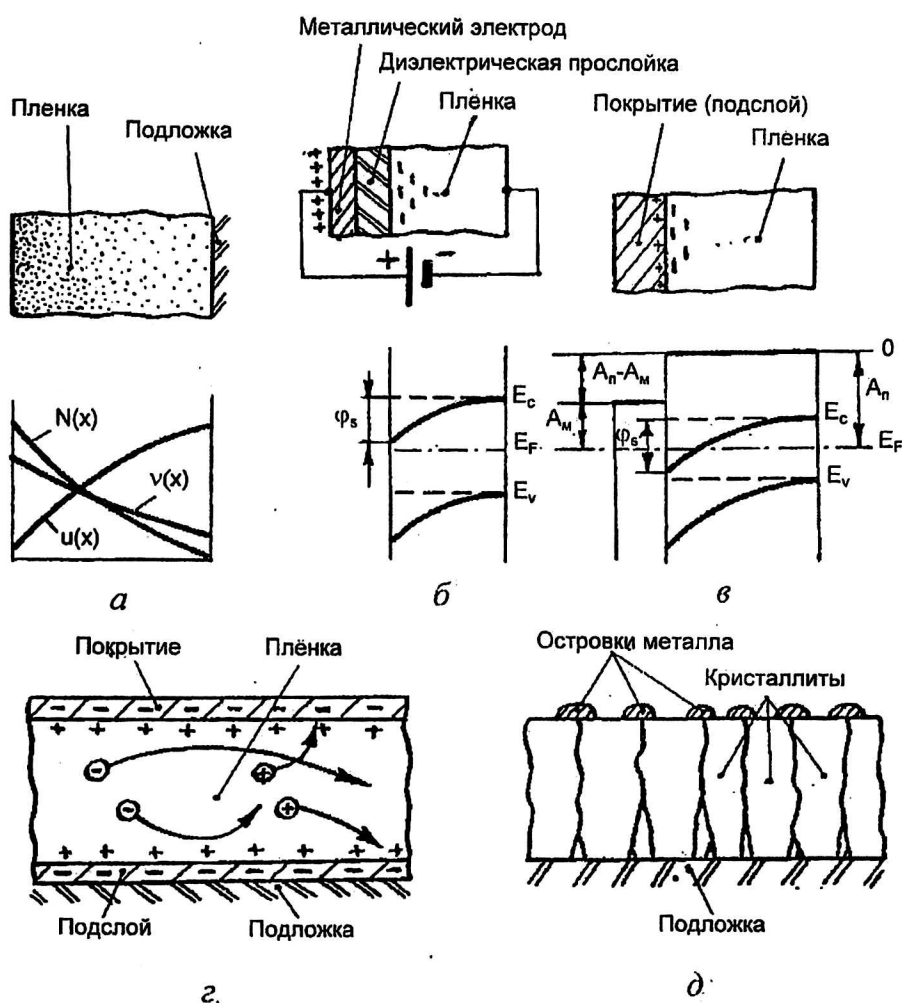 Металлический электрод
Диэлектрическая прослойка
Пленка
Подложка
Плёнка
Покрытие (подслой)
Пленка
+ −
N(x)
ν(x)
u(x)
φs
Ec
EF
Ev
Aп-Aм
Aм
φs
0
Aп
Ec
EF
Ev
а
б
в
Покрытие
Плёнка
Подслой
Подложка
Островки металла
Кристаллиты
Подложка
г.
д